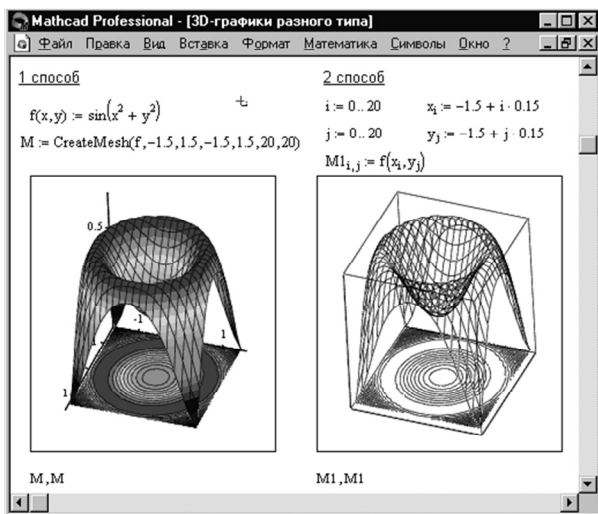 Mathcad Professional - [3D-графики разного типа]
Файл Правка Вид Вставка Формат Математика Символы Окно ?
1 способ
f(x,y) := sin(x² + y²)
M := CreateMesh(f,-1.5,1.5,-1.5,1.5,20,20)
0.5
-1
1
1
1
M,M
2 способ
i := 0.. 20 xᵢ := -1.5 + i · 0.15
j := 0.. 20 yⱼ := -1.5 + j · 0.15
M1ᵢ,ⱼ := f(xᵢ,yⱼ)
M1,M1